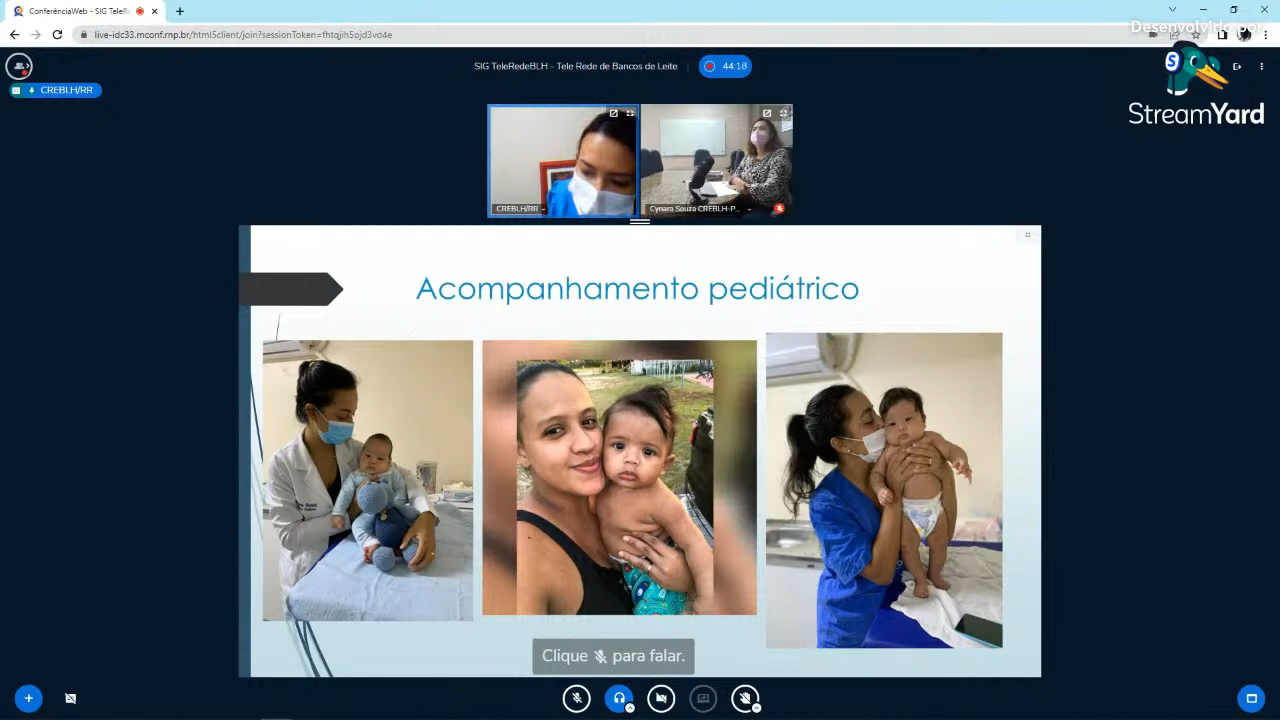 ConferênciaWeb - SIG TeleR
live-idc33.mconf.rnp.br/html5client/join?sessionToken=fhtqjih5ojd3vd4e
Desenvolvido por
StreamYard
SIG TeleRedeBLH - Tele Rede de Bancos de Leite
44:18
CREBLH/RR
CREBLH/RR
Cynara Souza CREBLH-P...
Acompanhamento pediátrico
Clique para falar.